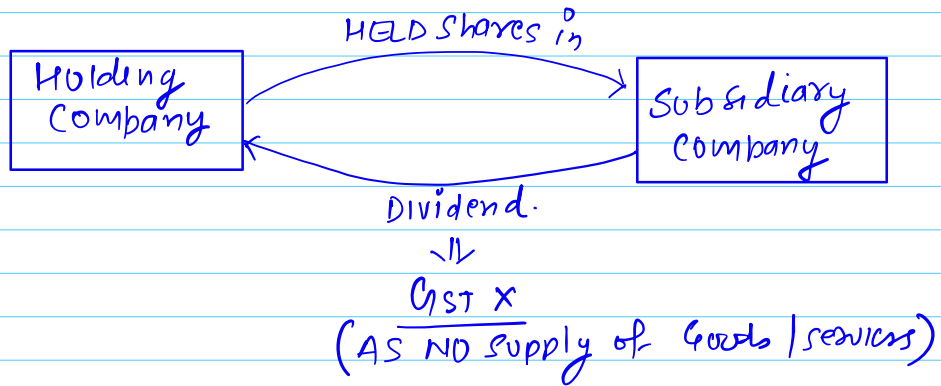 HELD Shares in
Holding
Company
Subsidiary
Company
Dividend.
GST X
(AS NO Supply of Goods / services)